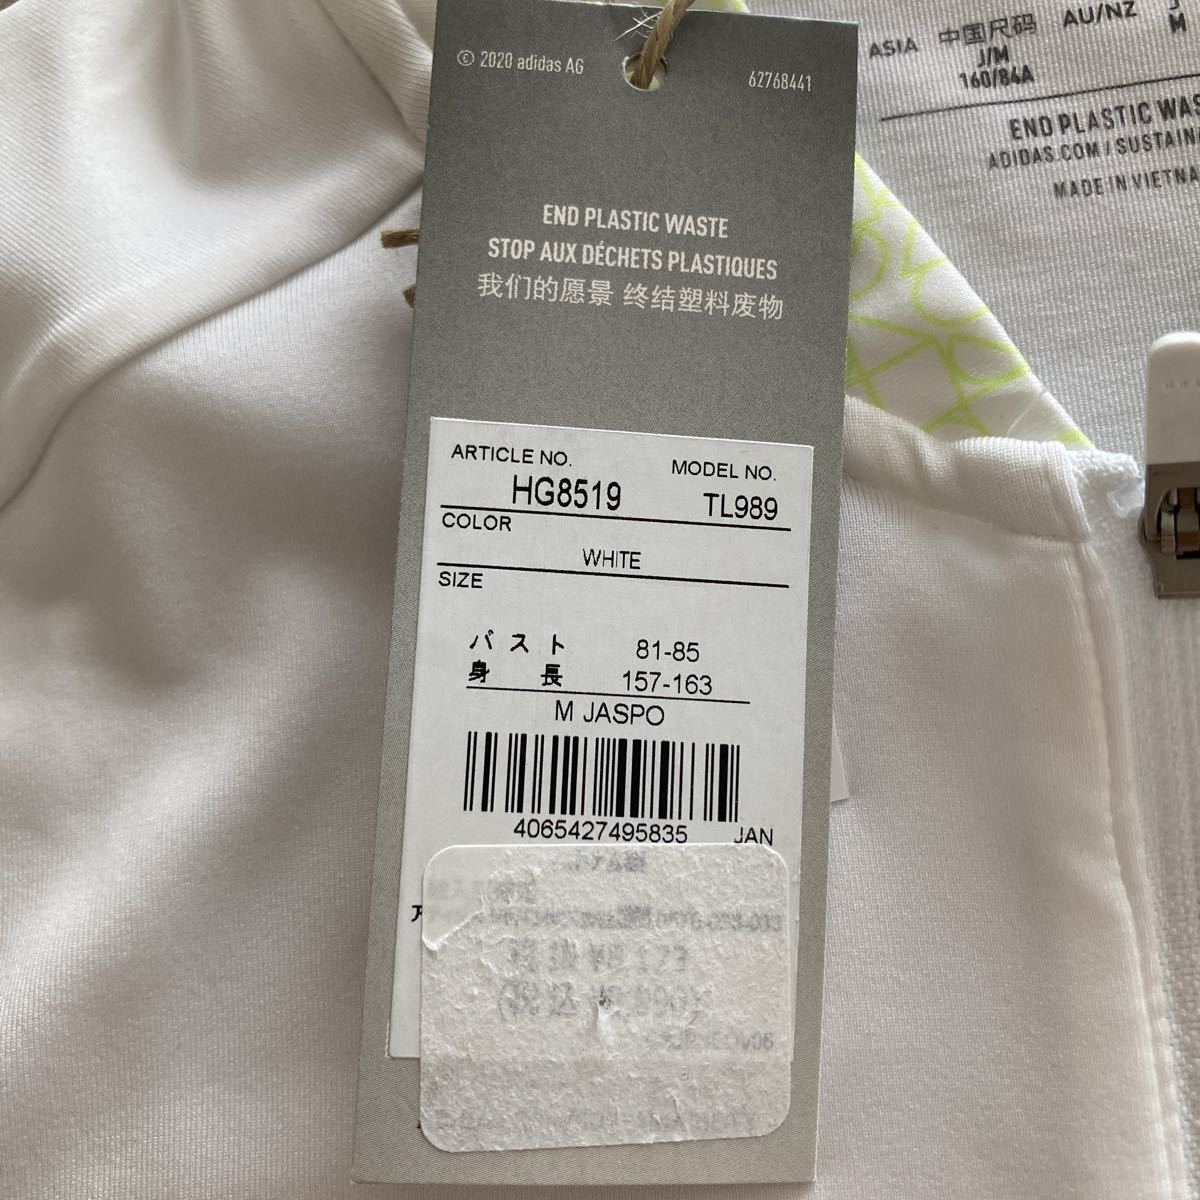 © 2020 adidas AG
62768441
END PLASTIC WASTE
STOP AUX DÉCHETS PLASTIQUES
我们的愿景 终结塑料废物
ARTICLE NO. MODEL NO.
HG8519 TL989
COLOR
WHITE
SIZE
バスト 81-85
身長 157-163
M JASPO
4065427495835 JAN
ASIA 中国尺码 AU/NZ
J/M
160/84A
M
END PLASTIC
ADIDAS.COM/
MADE IN